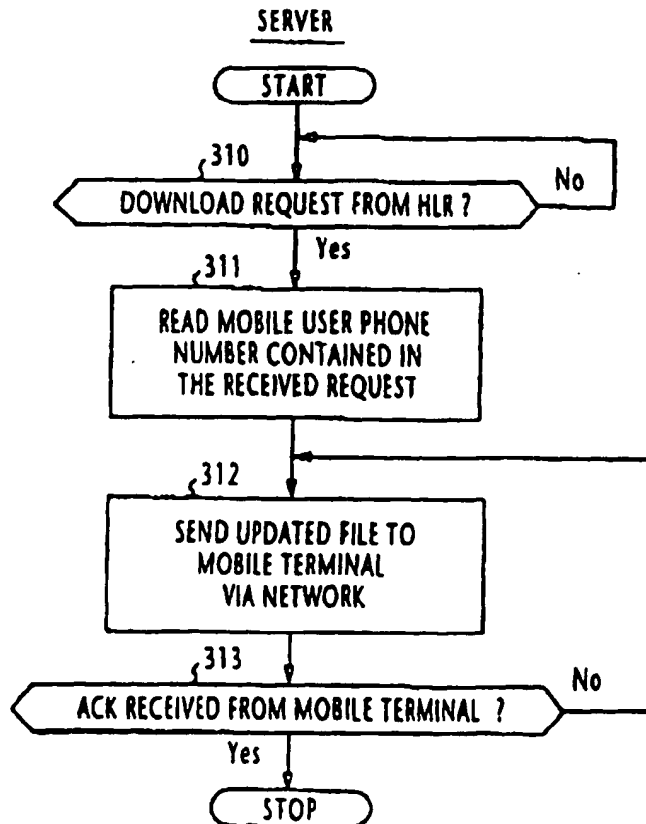 SERVER
START
310
No
DOWNLOAD REQUEST FROM HLR ?
Yes
311
READ MOBILE USER PHONE
NUMBER CONTAINED IN
THE RECEIVED REQUEST
312
SEND UPDATED FILE TO
MOBILE TERMINAL
VIA NETWORK
313
No
ACK RECEIVED FROM MOBILE TERMINAL ?
Yes
STOP